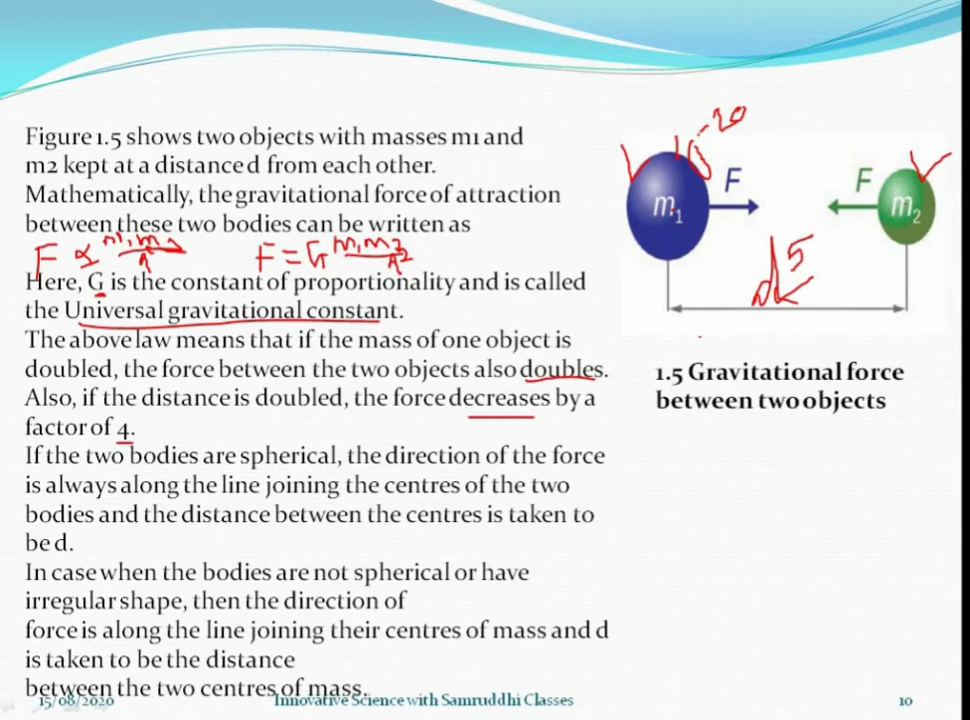 Figure 1.5 shows two objects with masses m1 and
m2 kept at a distance d from each other.
Mathematically, the gravitational force of attraction
between these two bodies can be written as
F ∝
F = G m1 m2
Here, G is the constant of proportionality and is called
the Universal gravitational constant.
The above law means that if the mass of one object is
doubled, the force between the two objects also doubles.
Also, if the distance is doubled, the force decreases by a
factor of 4.
If the two bodies are spherical, the direction of the force
is always along the line joining the centres of the two
bodies and the distance between the centres is taken to
be d.
In case when the bodies are not spherical or have
irregular shape, then the direction of
force is along the line joining their centres of mass and d
is taken to be the distance
between the two centres of mass.
10 - 20
m1
F
F
m2
d 5
1.5 Gravitational force
between two objects
15/08/2020
Innovative Science with Samruddhi Classes
10